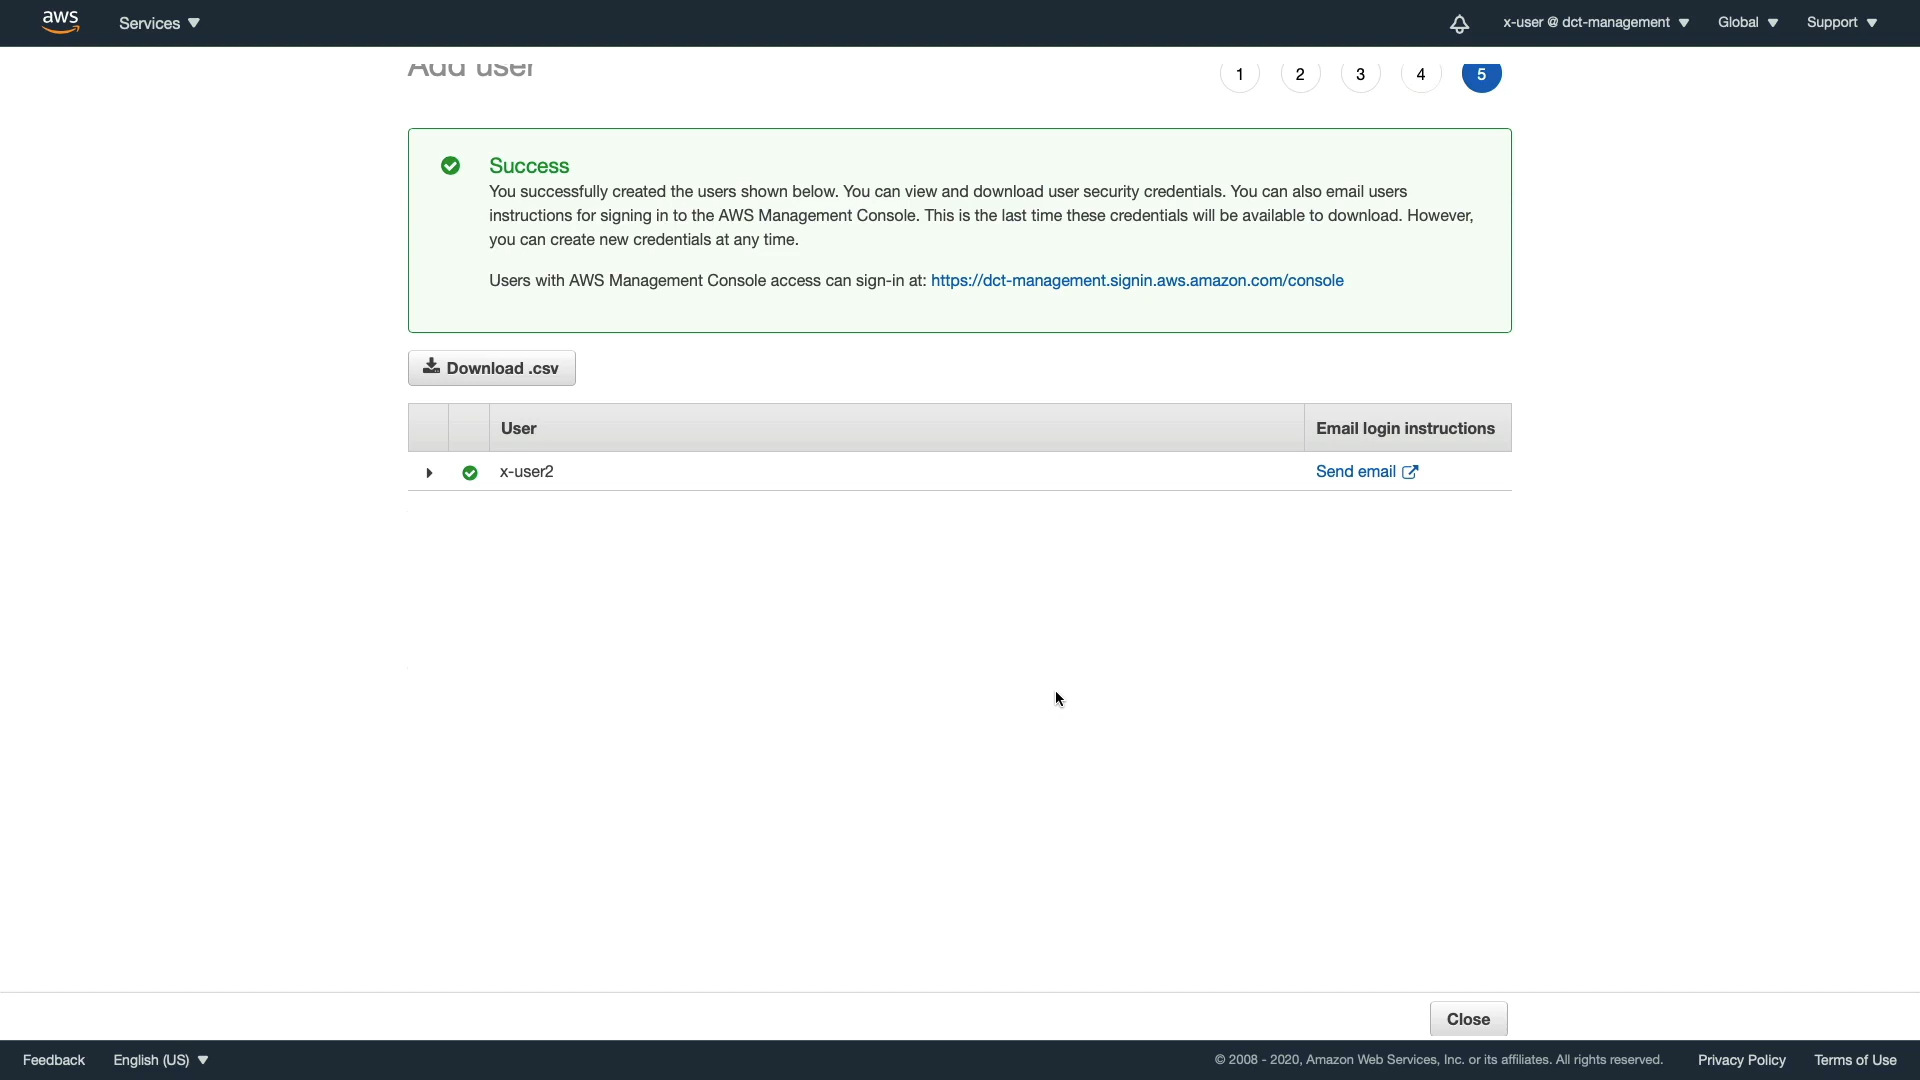 aws Services x-user @ dct-management Global Support
Add user 1 2 3 4 5
Success
You successfully created the users shown below. You can view and download user security credentials. You can also email users
instructions for signing in to the AWS Management Console. This is the last time these credentials will be available to download. However,
you can create new credentials at any time.
Users with AWS Management Console access can sign-in at: https://dct-management.signin.aws.amazon.com/console
Download .csv
User Email login instructions
x-user2 Send email
Close
Feedback English (US) © 2008 - 2020, Amazon Web Services, Inc. or its affiliates. All rights reserved. Privacy Policy Terms of Use